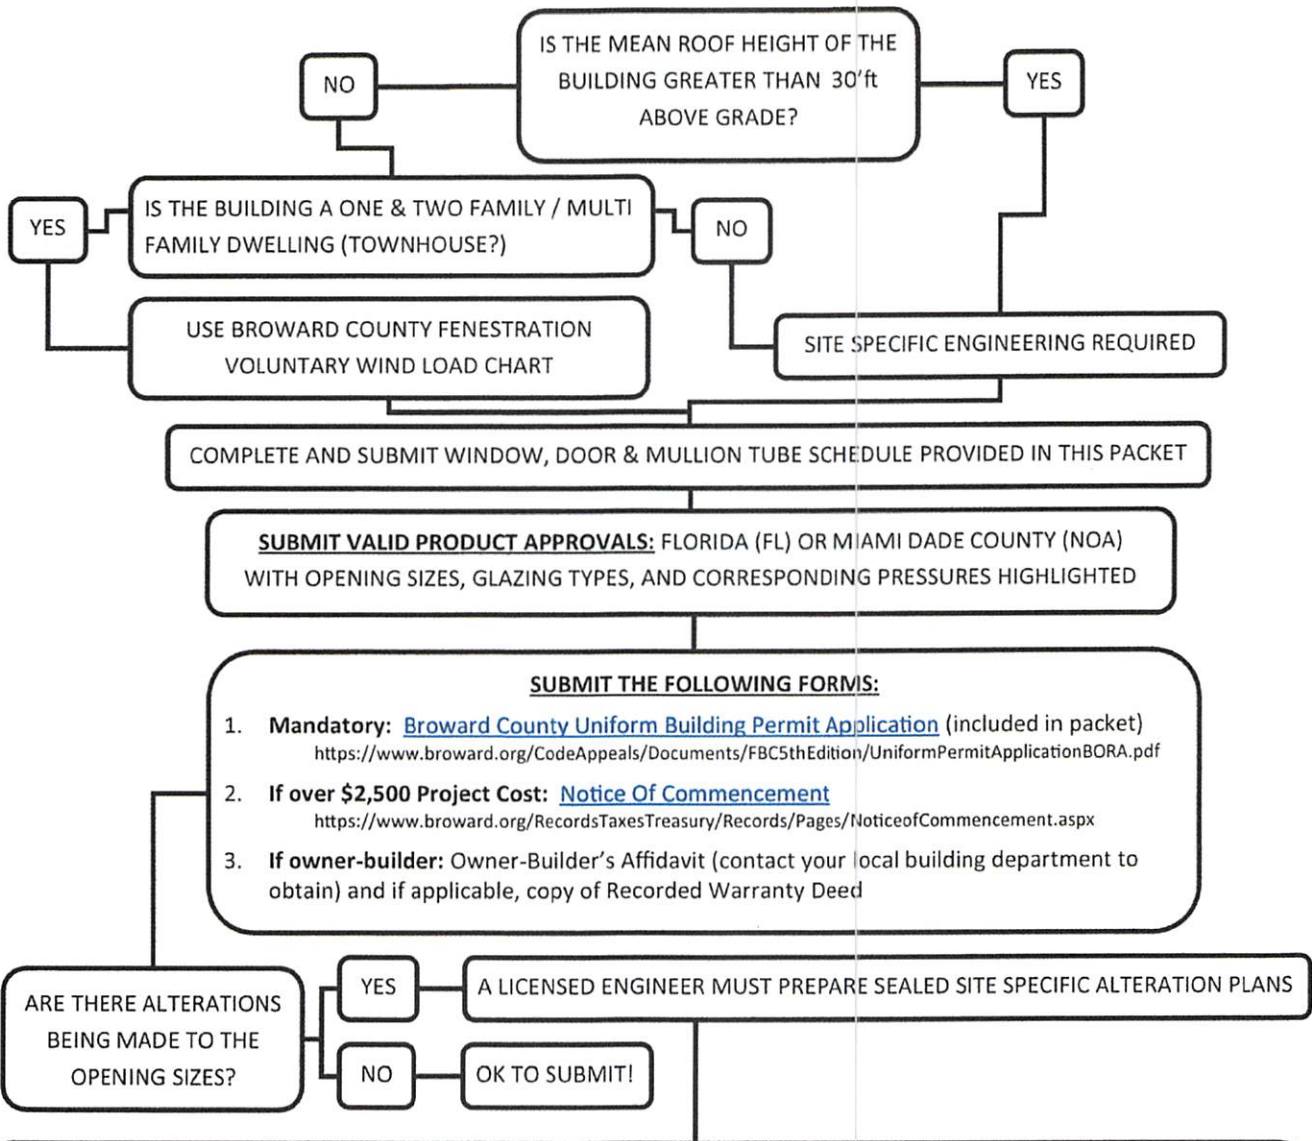 IS THE MEAN ROOF HEIGHT OF THE
BUILDING GREATER THAN 30'ft
ABOVE GRADE?
NO
YES
YES
IS THE BUILDING A ONE & TWO FAMILY / MULTI
FAMILY DWELLING (TOWNHOUSE?)
NO
USE BROWARD COUNTY FENESTRATION
VOLUNTARY WIND LOAD CHART
SITE SPECIFIC ENGINEERING REQUIRED
COMPLETE AND SUBMIT WINDOW, DOOR & MULLION TUBE SCHEDULE PROVIDED IN THIS PACKET
SUBMIT VALID PRODUCT APPROVALS: FLORIDA (FL) OR MIAMI DADE COUNTY (NOA)
WITH OPENING SIZES, GLAZING TYPES, AND CORRESPONDING PRESSURES HIGHLIGHTED
SUBMIT THE FOLLOWING FORMS:
1. Mandatory: Broward County Uniform Building Permit Application (included in packet)
https://www.broward.org/CodeAppeals/Documents/FBC5thEdition/UniformPermitApplicationBORA.pdf
2. If over $2,500 Project Cost: Notice Of Commencement
https://www.broward.org/RecordsTaxesTreasury/Records/Pages/NoticeofCommencement.aspx
3. If owner-builder: Owner-Builder's Affidavit (contact your local building department to
obtain) and if applicable, copy of Recorded Warranty Deed
ARE THERE ALTERATIONS
BEING MADE TO THE
OPENING SIZES?
YES
A LICENSED ENGINEER MUST PREPARE SEALED SITE SPECIFIC ALTERATION PLANS
NO
OK TO SUBMIT!